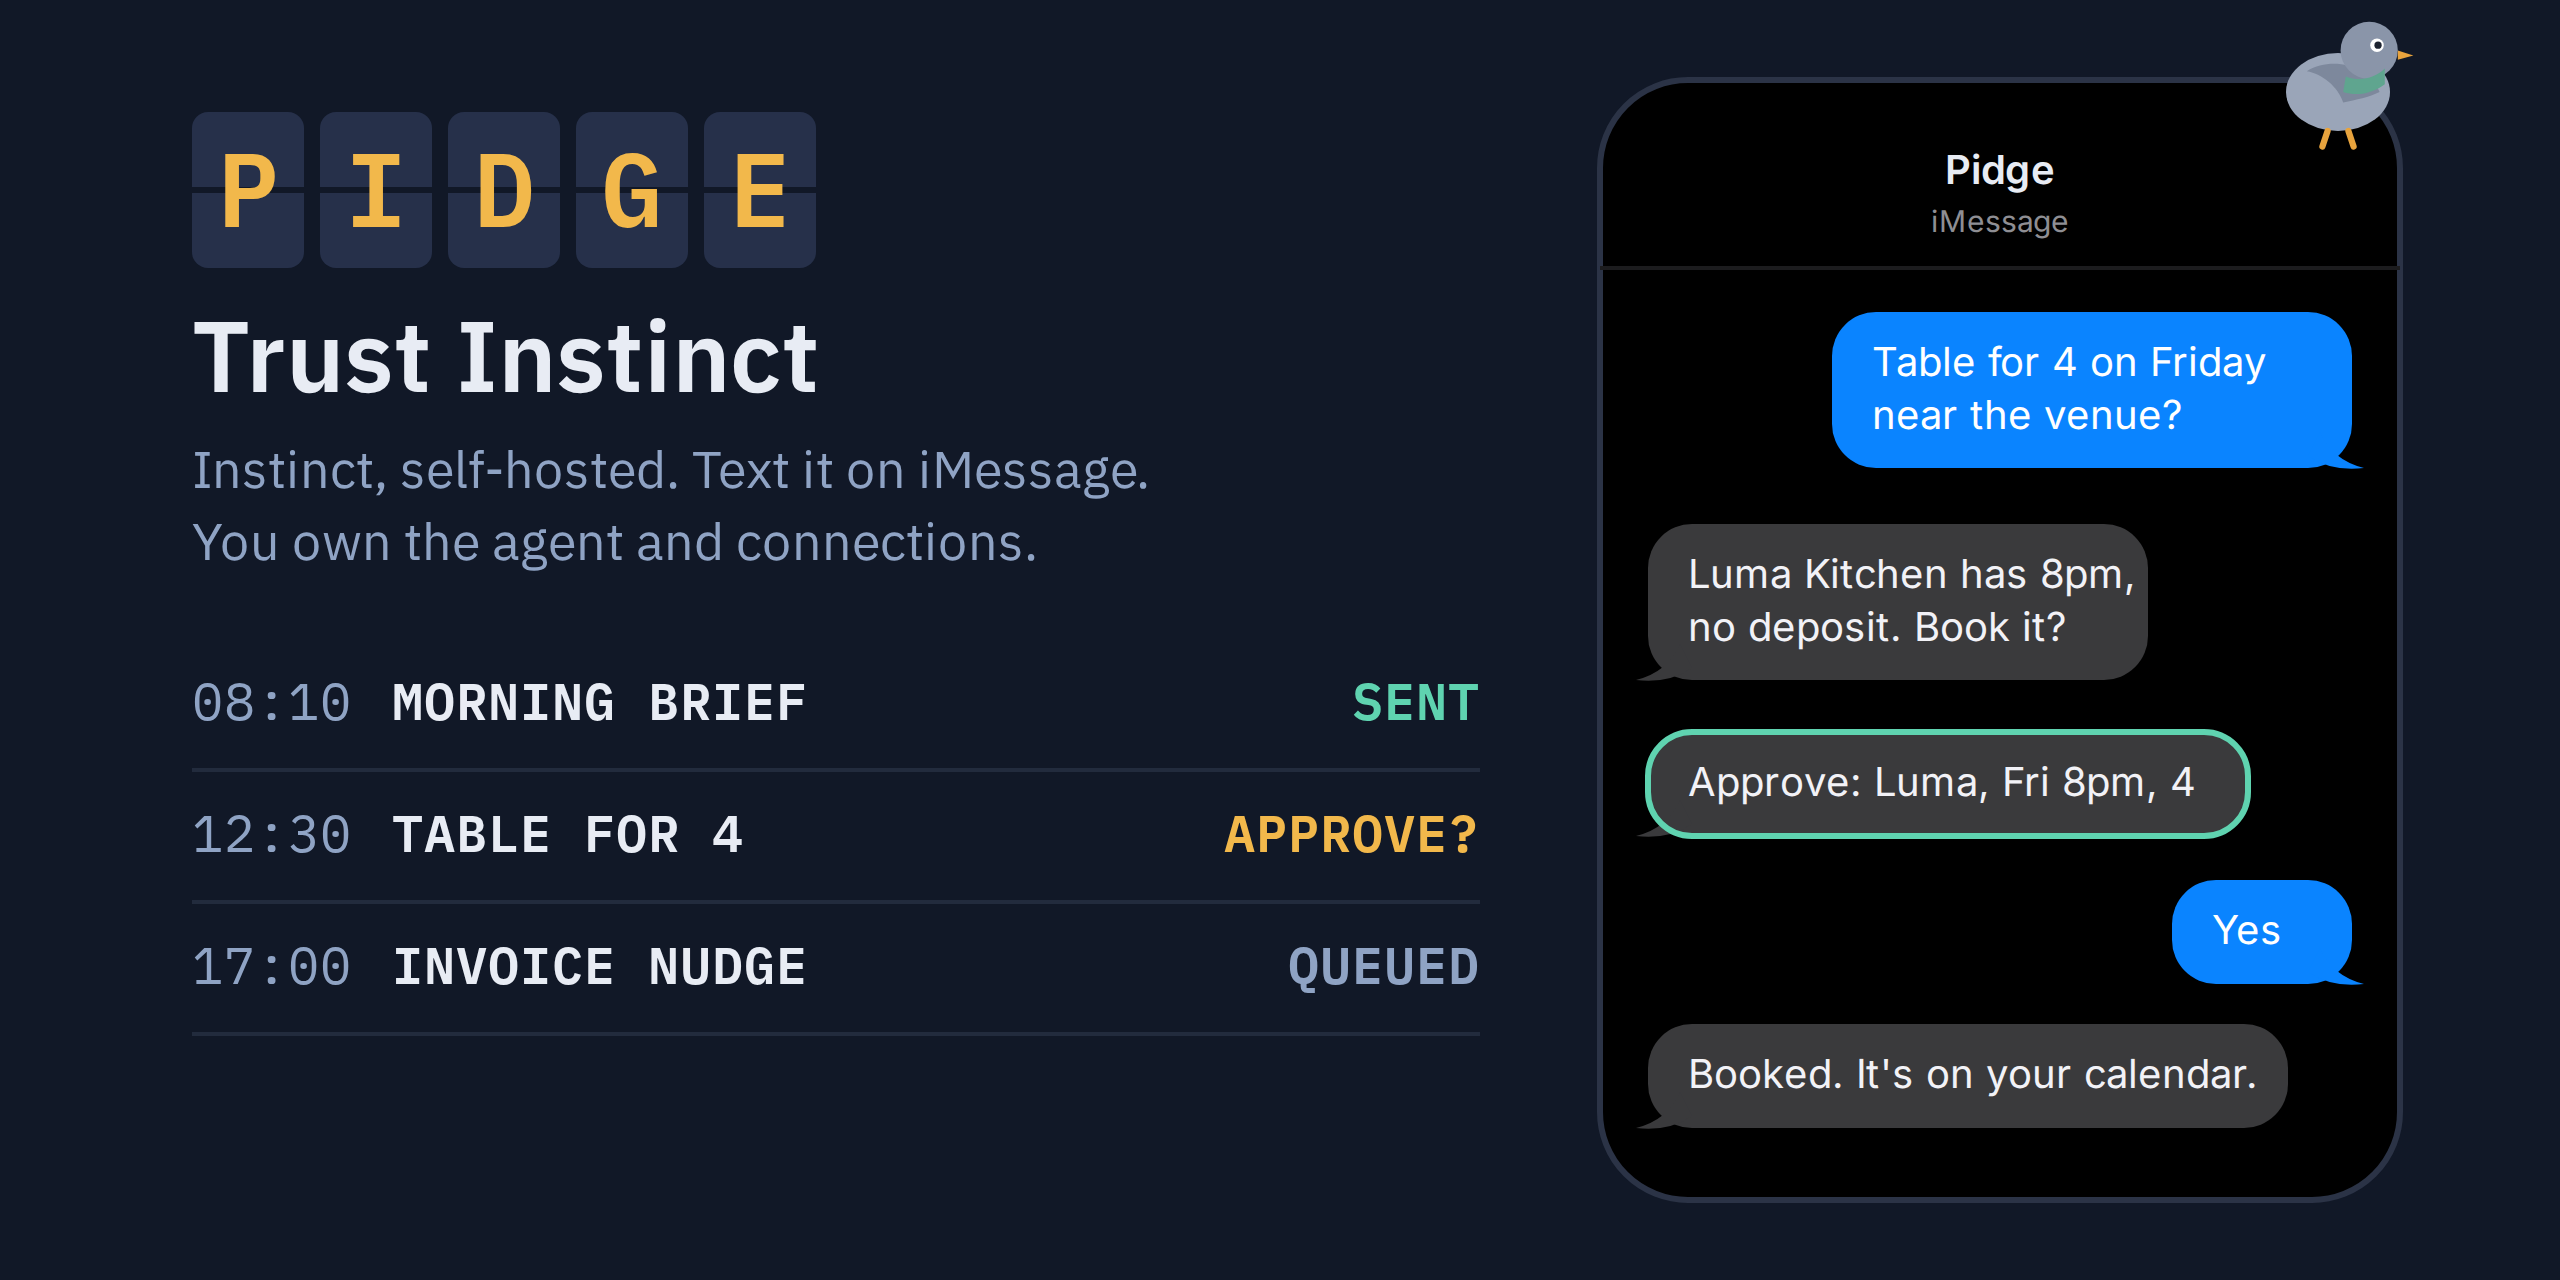 PIDGE
Trust Instinct
Instinct, self-hosted. Text it on iMessage.
You own the agent and connections.
08:10 MORNING BRIEF SENT
12:30 TABLE FOR 4 APPROVE?
17:00 INVOICE NUDGE QUEUED
Pidge
iMessage
Table for 4 on Friday
near the venue?
Luma Kitchen has 8pm,
no deposit. Book it?
Approve: Luma, Fri 8pm, 4
Yes
Booked. It's on your calendar.